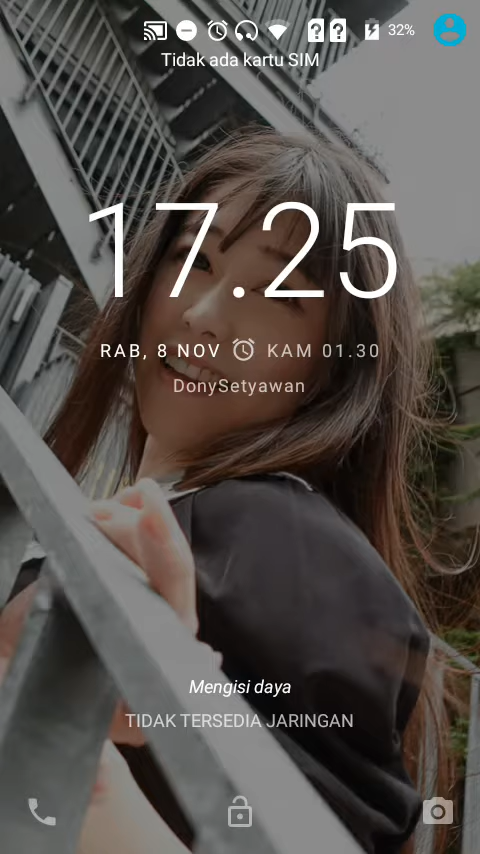 32%
Tidak ada kartu SIM
17.25
RAB, 8 NOV KAM 01.30
DonySetyawan
Mengisi daya
TIDAK TERSEDIA JARINGAN